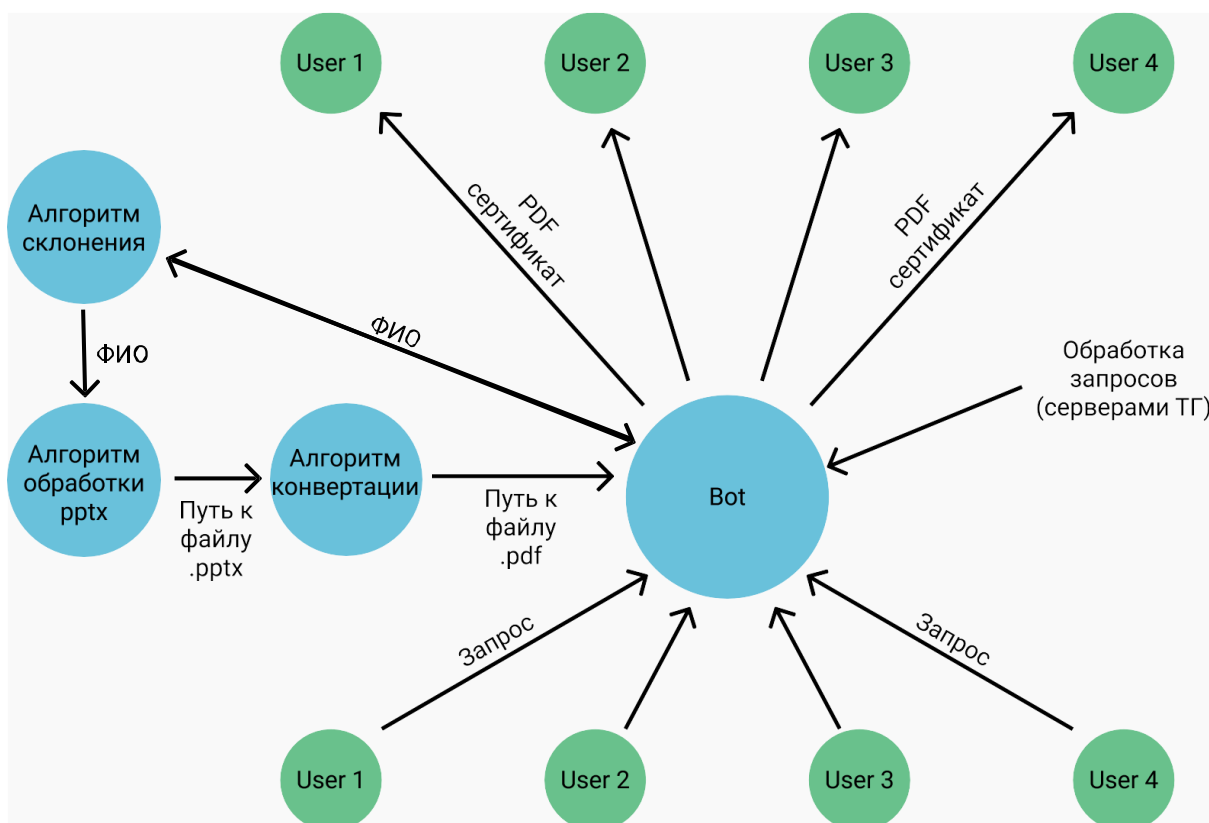 User 1
User 2
User 3
User 4
PDF
сертификат
PDF
сертификат
Алгоритм
склонения
ФИО
ФИО
Обработка
запросов
(серверами ТГ)
Алгоритм
обработки
pptx
Путь к
файлу
.pptx
Алгоритм
конвертации
Путь к
файлу
.pdf
Bot
Запрос
Запрос
User 1
User 2
User 3
User 4